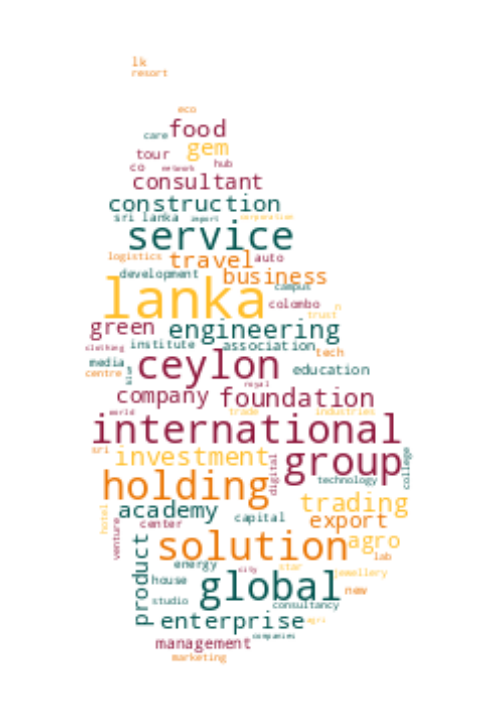 lk
resort
eco
care food
gem
tour
co network hub
consultant
construction
sri lanka import corporation
service
logistics travel auto
development business
campus
lanka colombo
n
trust
green engineering
clothing institute association tech
media ceylon education
centre
royal
company foundation
world trade industries
international
sri investment group college
digital technology
holding trading
hotel academy capital export
venture center
product solution agro
lab
energy city star jewellery
house global new
studio consultancy
enterprise agri
companies
management
marketing